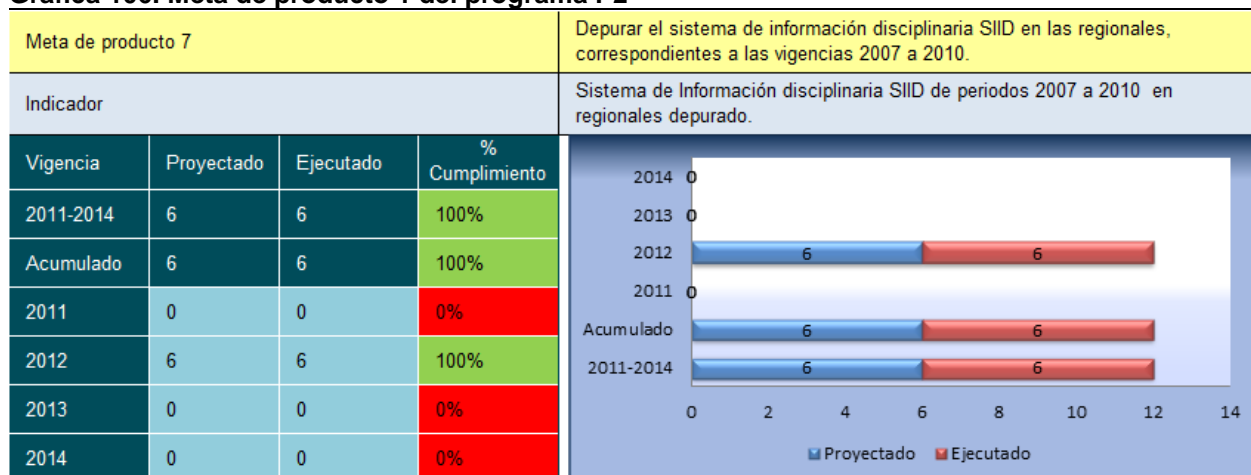 Meta de producto 7
Depurar el sistema de información disciplinaria SIID en las regionales,
correspondientes a las vigencias 2007 a 2010.
Indicador
Sistema de Información disciplinaria SIID de periodos 2007 a 2010 en
regionales depurado.
Vigencia Proyectado Ejecutado % Cumplimiento
2011-2014 6 6 100%
Acumulado 6 6 100%
2011 0 0 0%
2012 6 6 100%
2013 0 0 0%
2014 0 0 0%
2014 0
2013 0
2012 6 6
2011 0
Acumulado 6 6
2011-2014 6 6
0 2 4 6 8 10 12 14
Proyectado Ejecutado